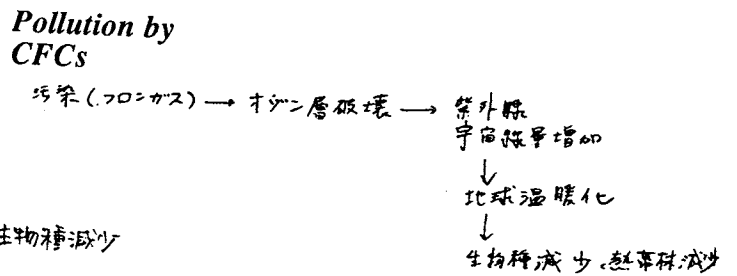 Pollution by
CFCs
汚染(フロンガス)→オゾン層破壊→紫外線
宇宙線量増加
↓
地球温暖化
↓
生物種減少
生物種減少、熱帯林減少